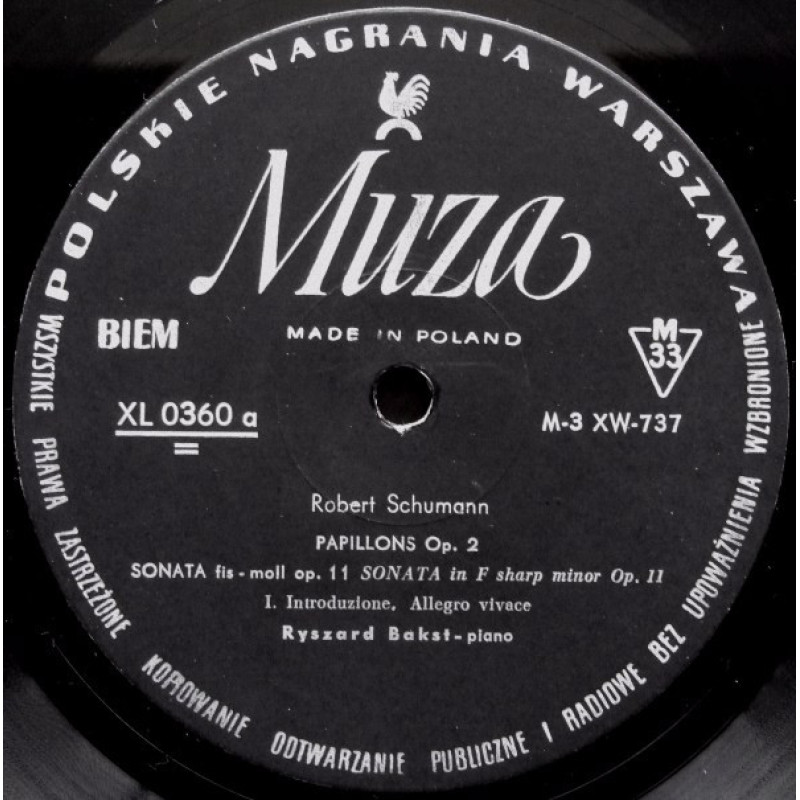 POLSKIE NAGRANIA WARSZAWA
Muza
BIEM
MADE IN POLAND
M
33
XL 0360 a
M-3 XW-737
Robert Schumann
PAPILLONS Op. 2
SONATA fis-moll op. 11 SONATA in F sharp minor Op. 11
I. Introduzione. Allegro vivace
Ryszard Bakst-piano
WSZYSTKIE PRAWA ZASTRZEŻONE KOPIOWANIE ODTWARZANIE PUBLICZNE I RADIOWE BEZ UPOWAŻNIENIA WZBRONIONE